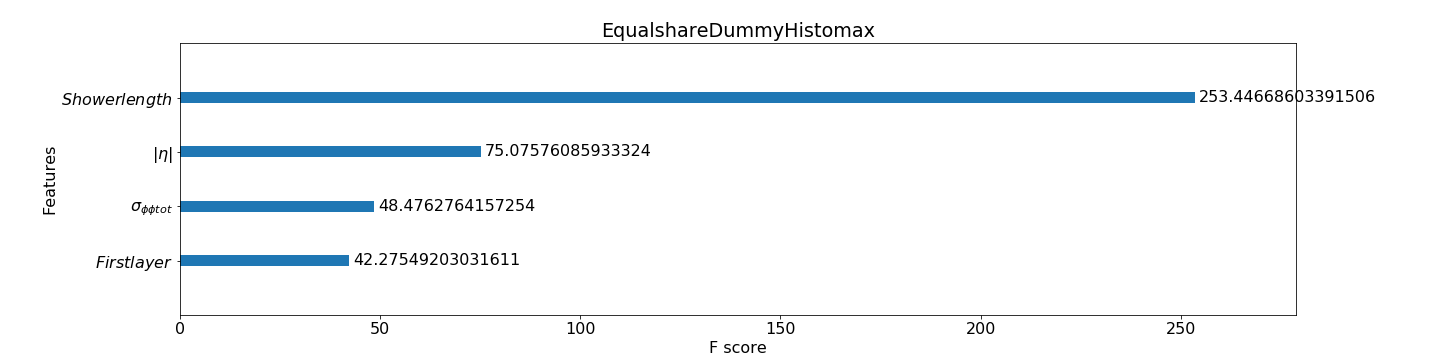 EqualshareDummyHistomax
Showerlength
253.44668603391506
|η|
75.07576085933324
σϕϕtot
48.4762764157254
Firstlayer
42.27549203031611
Features
0 50 100 150 200 250
F score